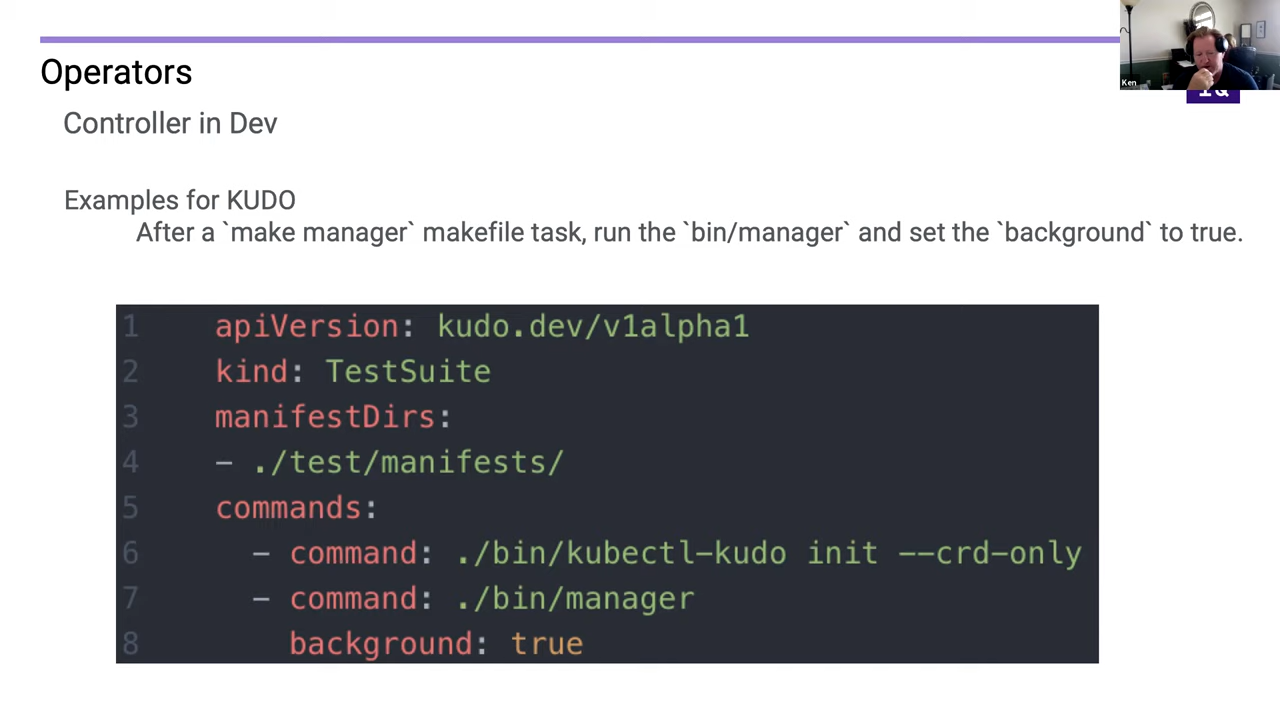 Operators
Ken
Controller in Dev
Examples for KUDO
After a `make manager` makefile task, run the `bin/manager` and set the `background` to true.
1 apiVersion: kudo.dev/v1alpha1
2 kind: TestSuite
3 manifestDirs:
4 - ./test/manifests/
5 commands:
6 - command: ./bin/kubectl-kudo init --crd-only
7 - command: ./bin/manager
8 background: true